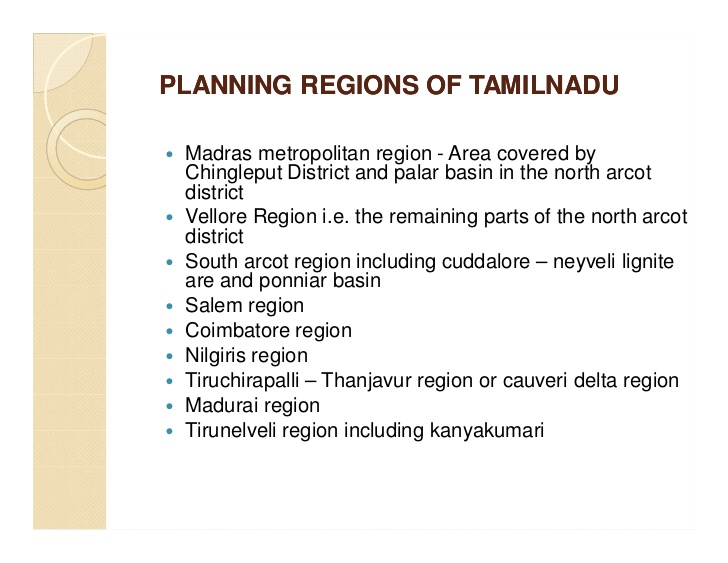 PLANNING REGIONS OF TAMILNADU
• Madras metropolitan region - Area covered by
Chingleput District and palar basin in the north arcot
district
• Vellore Region i.e. the remaining parts of the north arcot
district
• South arcot region including cuddalore – neyveli lignite
are and ponniar basin
• Salem region
• Coimbatore region
• Nilgiris region
• Tiruchirapalli – Thanjavur region or cauveri delta region
• Madurai region
• Tirunelveli region including kanyakumari